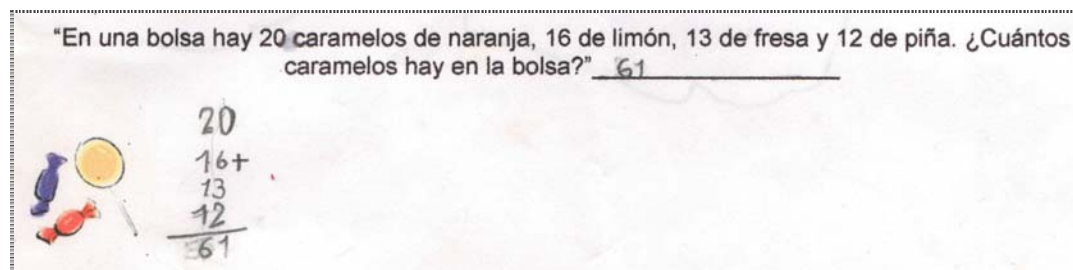 “En una bolsa hay 20 caramelos de naranja, 16 de limón, 13 de fresa y 12 de piña. ¿Cuántos
caramelos hay en la bolsa?” 61
20
16+
13
12
61